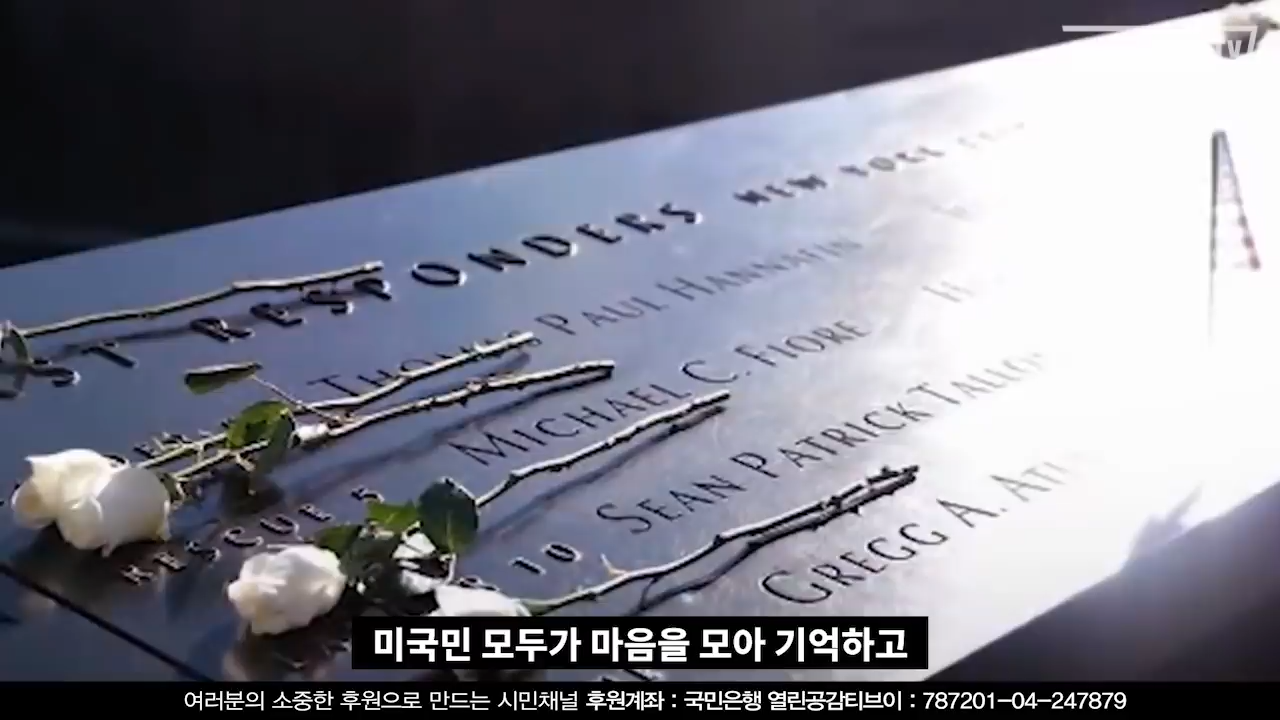 TV
ST RESPONDERS NEW YORK
THOMAS PAUL HANNAFIN
MICHAEL C. FIORE
RESCUE 5 SEAN PATRICK TALLON
10 GREGG A.
미국민 모두가 마음을 모아 기억하고
여러분의 소중한 후원으로 만드는 시민채널 후원계좌 : 국민은행 열린공감티브이 : 787201-04-247879